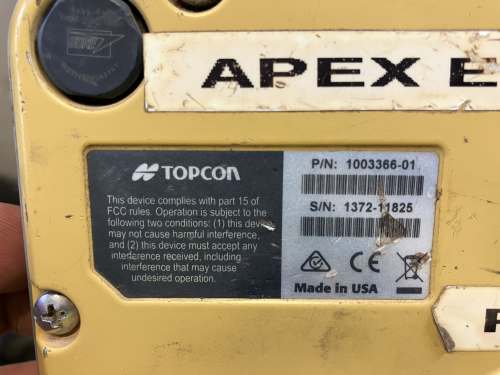 APEX E
TOPCON
This device complies with part 15 of
FCC rules. Operation is subject to the
following two conditions: (1) this device
may not cause harmful interference,
and (2) this device must accept any
interference received, including
interference that may cause
undesired operation.
P/N: 1003366-01
S/N: 1372-11825
CE
Made in USA